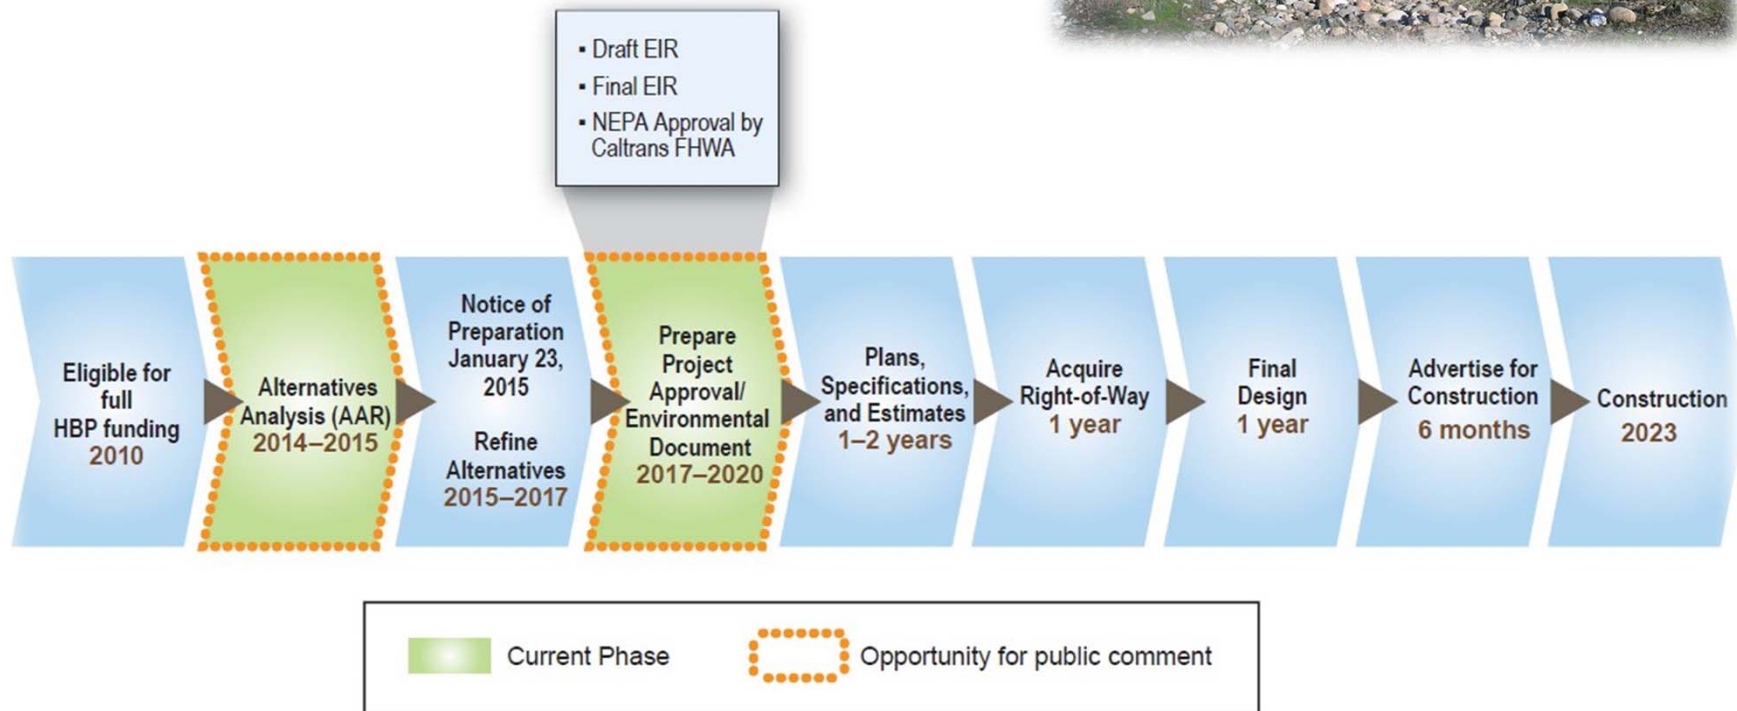 ▪ Draft EIR
▪ Final EIR
▪ NEPA Approval by
Caltrans FHWA
Eligible for
full
HBP funding
2010
Alternatives
Analysis (AAR)
2014–2015
Notice of
Preparation
January 23,
2015
Refine
Alternatives
2015–2017
Prepare
Project
Approval/
Environmental
Document
2017–2020
Plans,
Specifications,
and Estimates
1–2 years
Acquire
Right-of-Way
1 year
Final
Design
1 year
Advertise for
Construction
6 months
Construction
2023
Current Phase
Opportunity for public comment